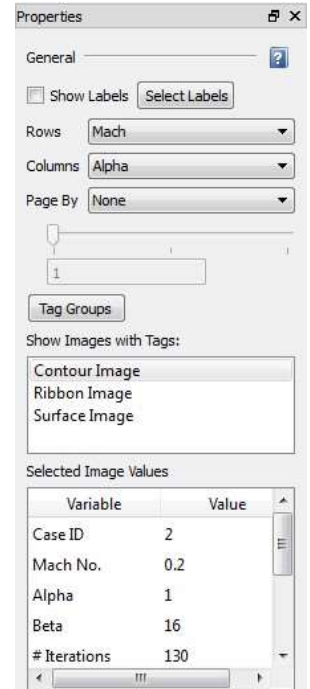 Properties
General
?
Show Labels Select Labels
Rows Mach
Columns Alpha
Page By None
1
Tag Groups
Show Images with Tags:
Contour Image
Ribbon Image
Surface Image
Selected Image Values
Variable Value
Case ID 2
Mach No. 0.2
Alpha 1
Beta 16
# Iterations 130